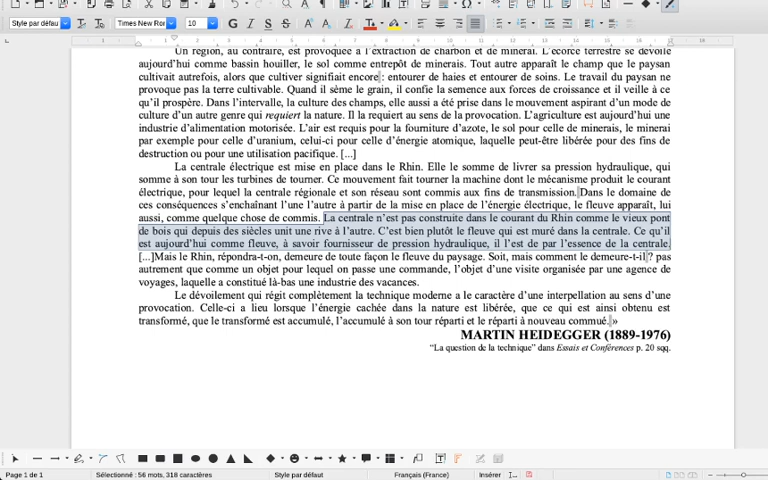 Style par défau
Times New Ror
10
G I S
Un région, au contraire, est provoquée à l'extraction de charbon et de minerai. L'écorce terrestre se dévoile
aujourd'hui comme bassin houiller, le sol comme entrepôt de minerais. Tout autre apparaît le champ que le paysan
cultivait autrefois, alors que cultiver signifiait encore : entourer de haies et entourer de soins. Le travail du paysan ne
provoque pas la terre cultivable. Quand il sème le grain, il confie la semence aux forces de croissance et il veille à ce
qu'il prospère. Dans l'intervalle, la culture des champs, elle aussi a été prise dans le mouvement aspirant d'un mode de
culture d'un autre genre qui requiert la nature. Il la requiert au sens de la provocation. L'agriculture est aujourd'hui une
industrie d'alimentation motorisée. L'air est requis pour la fourniture d'azote, le sol pour celle de minerais, le minerai
par exemple pour celle d'uranium, celui-ci pour celle d'énergie atomique, laquelle peut-être libérée pour des fins de
destruction ou pour une utilisation pacifique. [...]
La centrale électrique est mise en place dans le Rhin. Elle le somme de livrer sa pression hydraulique, qui
somme à son tour les turbines de tourner. Ce mouvement fait tourner la machine dont le mécanisme produit le courant
électrique, pour lequel la centrale régionale et son réseau sont commis aux fins de transmission. Dans le domaine de
ces conséquences s'enchaînant l'une l'autre à partir de la mise en place de l'énergie électrique, le fleuve apparaît, lui
aussi, comme quelque chose de commis. La centrale n'est pas construite dans le courant du Rhin comme le vieux pont
de bois qui depuis des siècles unit une rive à l'autre. C'est bien plutôt le fleuve qui est muré dans la centrale. Ce qu'il
est aujourd'hui comme fleuve, à savoir fournisseur de pression hydraulique, il l'est de par l'essence de la centrale.
[...]Mais le Rhin, répondra-t-on, demeure de toute façon le fleuve du paysage. Soit, mais comment le demeure-t-il ? pas
autrement que comme un objet pour lequel on passe une commande, l'objet d'une visite organisée par une agence de
voyages, laquelle a constitué là-bas une industrie des vacances.
Le dévoilement qui régit complètement la technique moderne a le caractère d'une interpellation au sens d'une
provocation. Celle-ci a lieu lorsque l'énergie cachée dans la nature est libérée, que ce qui est ainsi obtenu est
transformé, que le transformé est accumulé, l'accumulé à son tour réparti et le réparti à nouveau commué. »
MARTIN HEIDEGGER (1889-1976)
“La question de la technique” dans Essais et Conférences p. 20 sqq.
Page 1 de 1
Sélectionné : 56 mots, 318 caractères
Style par défaut
Français (France)
Insérer